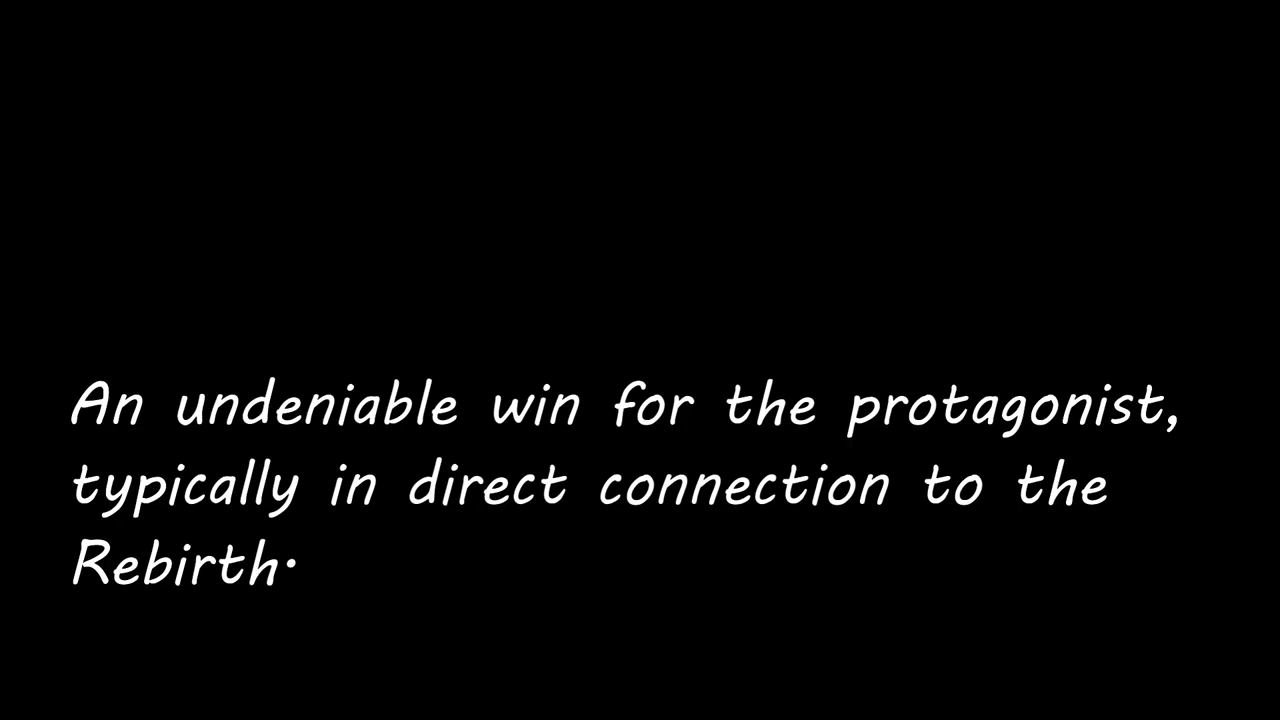 An undeniable win for the protagonist,
typically in direct connection to the
Rebirth.